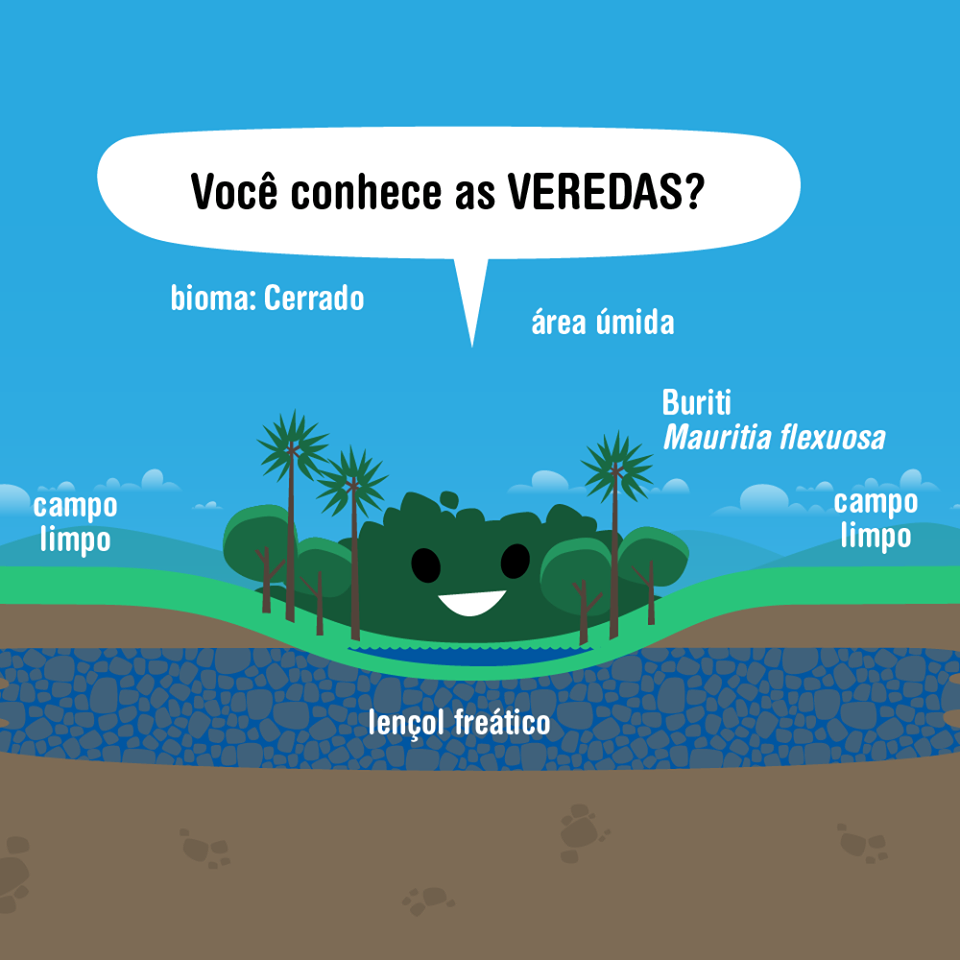 Você conhece as VEREDAS?
bioma: Cerrado
área úmida
Buriti
Mauritia flexuosa
campo
limpo
campo
limpo
lençol freático